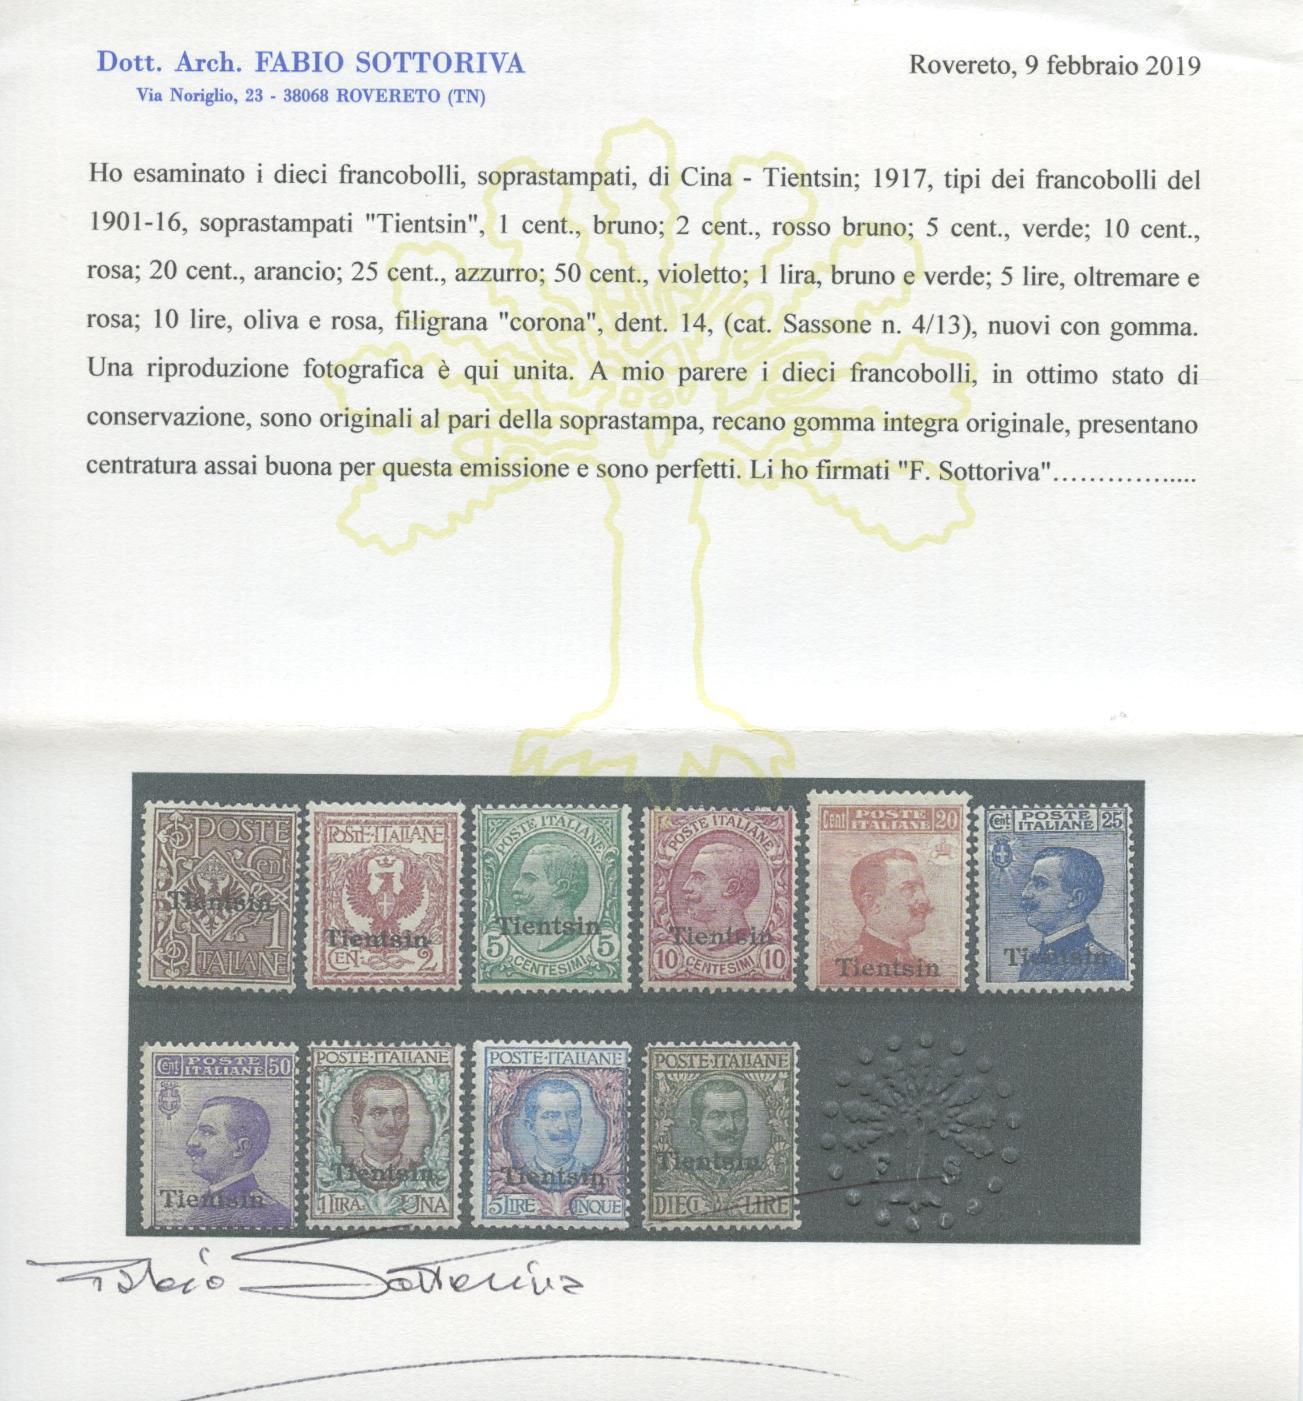 Dott. Arch. FABIO SOTTORIVA
Via Noriglio, 23 - 38068 ROVERETO (TN)
Rovereto, 9 febbraio 2019
Ho esaminato i dieci francobolli, soprastampati, di Cina - Tientsin; 1917, tipi dei francobolli del
1901-16, soprastampati "Tientsin", 1 cent., bruno; 2 cent., rosso bruno; 5 cent., verde; 10 cent.,
rosa; 20 cent., arancio; 25 cent., azzurro; 50 cent., violetto; 1 lira, bruno e verde; 5 lire, oltremare e
rosa; 10 lire, oliva e rosa, filigrana "corona", dent. 14, (cat. Sassone n. 4/13), nuovi con gomma.
Una riproduzione fotografica è qui unita. A mio parere i dieci francobolli, in ottimo stato di
conservazione, sono originali al pari della soprastampa, recano gomma integra originale, presentano
centratura assai buona per questa emissione e sono perfetti. Li ho firmati "F. Sottoriva"……………....
POSTE
Cent
Tientsin
1
ITALIANE
POSTE·ITALIANE
Tientsin
CEN. 2
POSTE ITALIANE
Tientsin
5 5
CENTESIMI
POSTE ITALIANE
Tientsin
10 10
CENTESIMI
Cent POSTE ITALIANE 20
Tientsin
Cent POSTE ITALIANE 25
Tientsin
Cent POSTE ITALIANE 50
Tientsin
POSTE·ITALIANE
Tientsin
1 LIRA UNA
POSTE·ITALIANE
Tientsin
5 LIRE CINQUE
POSTE·ITALIANE
Tientsin
DIECI LIRE
F S
Fabio Sottoriva